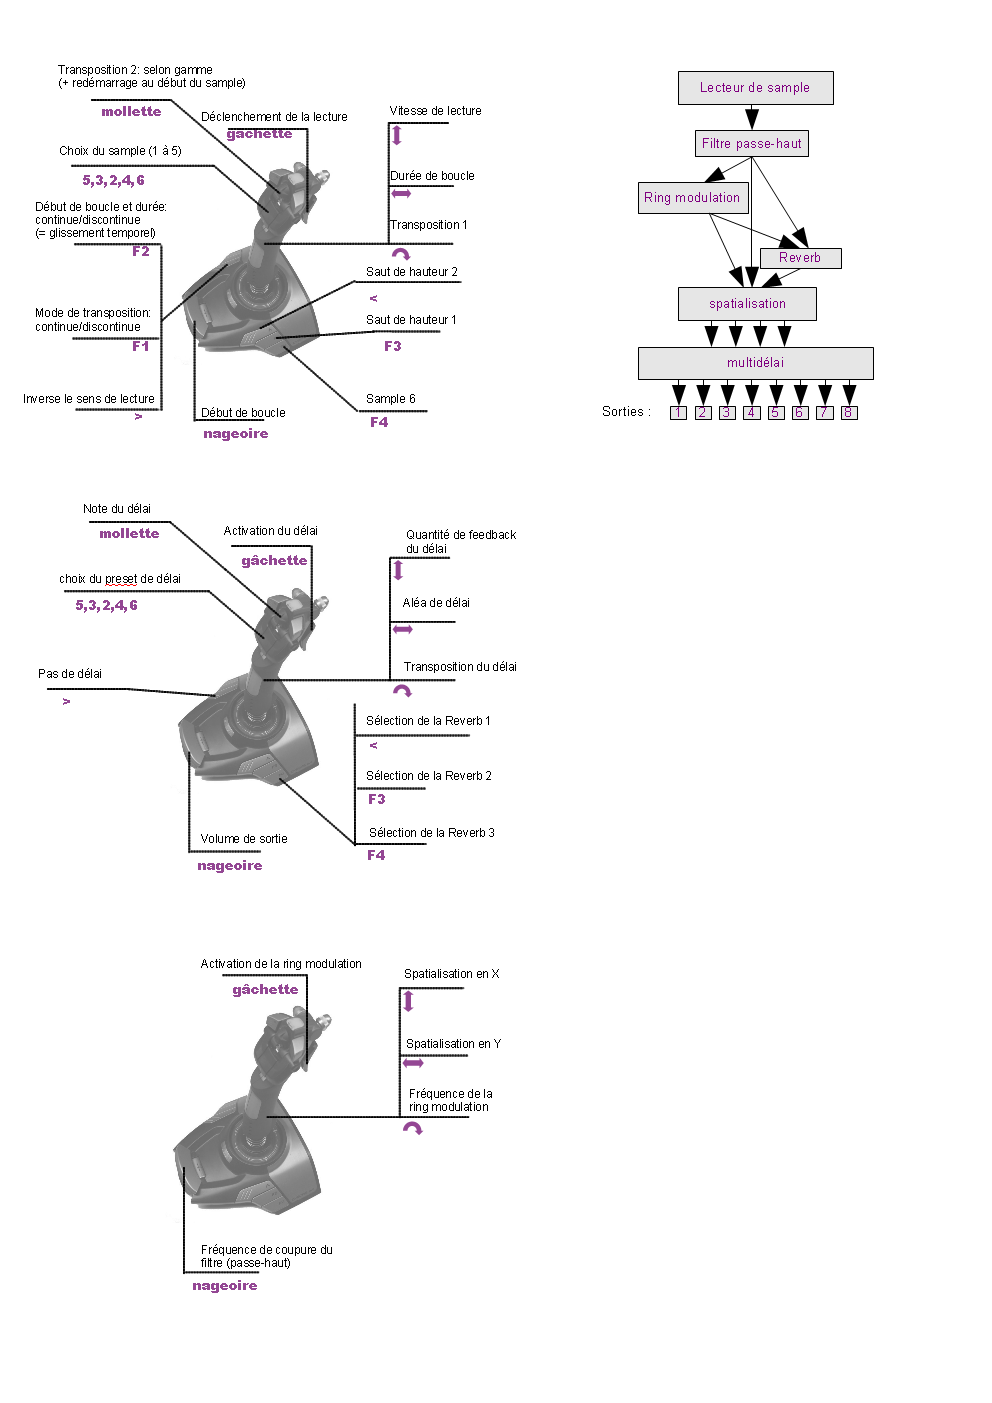 Transposition 2: selon gamme
(+ redémarrage au début du sample)
mollette
Déclenchement de la lecture
gâchette
Choix du sample (1 à 5)
5,3,2,4,6
Début de boucle et durée:
continue/discontinue
(= glissement temporel)
F2
Mode de transposition:
continue/discontinue
F1
Inverse le sens de lecture
<
Début de boucle
nageoire
Vitesse de lecture
Durée de boucle
Transposition 1
Saut de hauteur 2
<
Saut de hauteur 1
F3
Sample 6
F4
Lecteur de sample
Filtre passe-haut
Ring modulation
Reverb
spatialisation
multidélai
Sorties :
1 2 3 4 5 6 7 8
Note du délai
mollette
Activation du délai
gâchette
choix du preset de délai
5,3,2,4,6
Pas de délai
<
Volume de sortie
nageoire
Quantité de feedback
du délai
Aléa de délai
Transposition du délai
Sélection de la Reverb 1
<
Sélection de la Reverb 2
F3
Sélection de la Reverb 3
F4
Activation de la ring modulation
gâchette
Spatialisation en X
Spatialisation en Y
Fréquence de la
ring modulation
Fréquence de coupure du
filtre (passe-haut)
nageoire